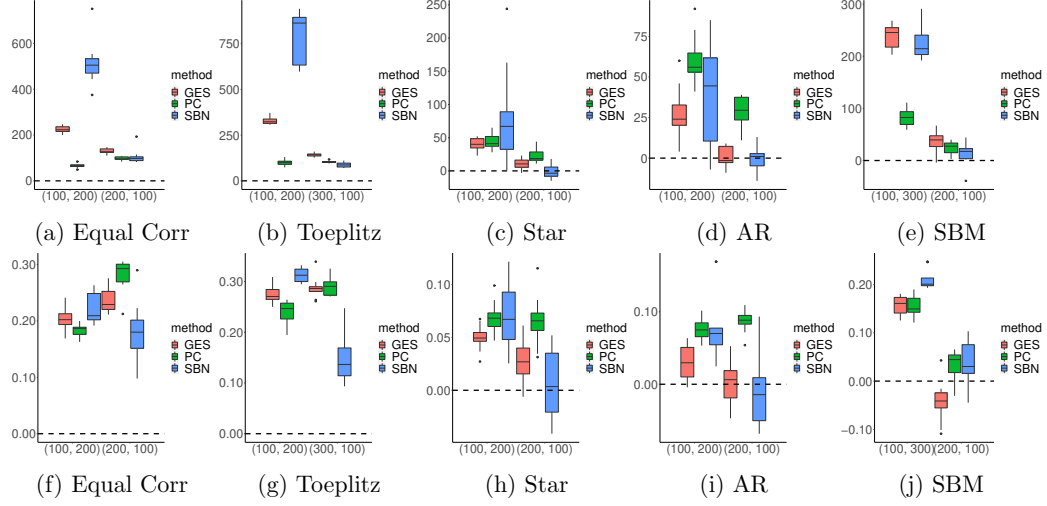 600
400
200
0
(100, 200) (200, 100)
method
GES
PC
SBN
(a) Equal Corr
750
500
250
0
(100, 200) (300, 100)
method
GES
PC
SBN
(b) Toeplitz
250
200
150
100
50
0
(100, 200) (200, 100)
method
GES
PC
SBN
(c) Star
75
50
25
0
(100, 200) (200, 100)
method
GES
PC
SBN
(d) AR
300
200
100
0
(100, 300) (200, 100)
method
GES
PC
SBN
(e) SBM
0.30
0.20
0.10
0.00
(100, 200) (200, 100)
method
GES
PC
SBN
(f) Equal Corr
0.30
0.20
0.10
0.00
(100, 200) (300, 100)
method
GES
PC
SBN
(g) Toeplitz
0.10
0.05
0.00
(100, 200) (200, 100)
method
GES
PC
SBN
(h) Star
0.10
0.00
(100, 200) (200, 100)
method
GES
PC
SBN
(i) AR
0.20
0.10
0.00
−0.10
(100, 300)(200, 100)
method
GES
PC
SBN
(j) SBM